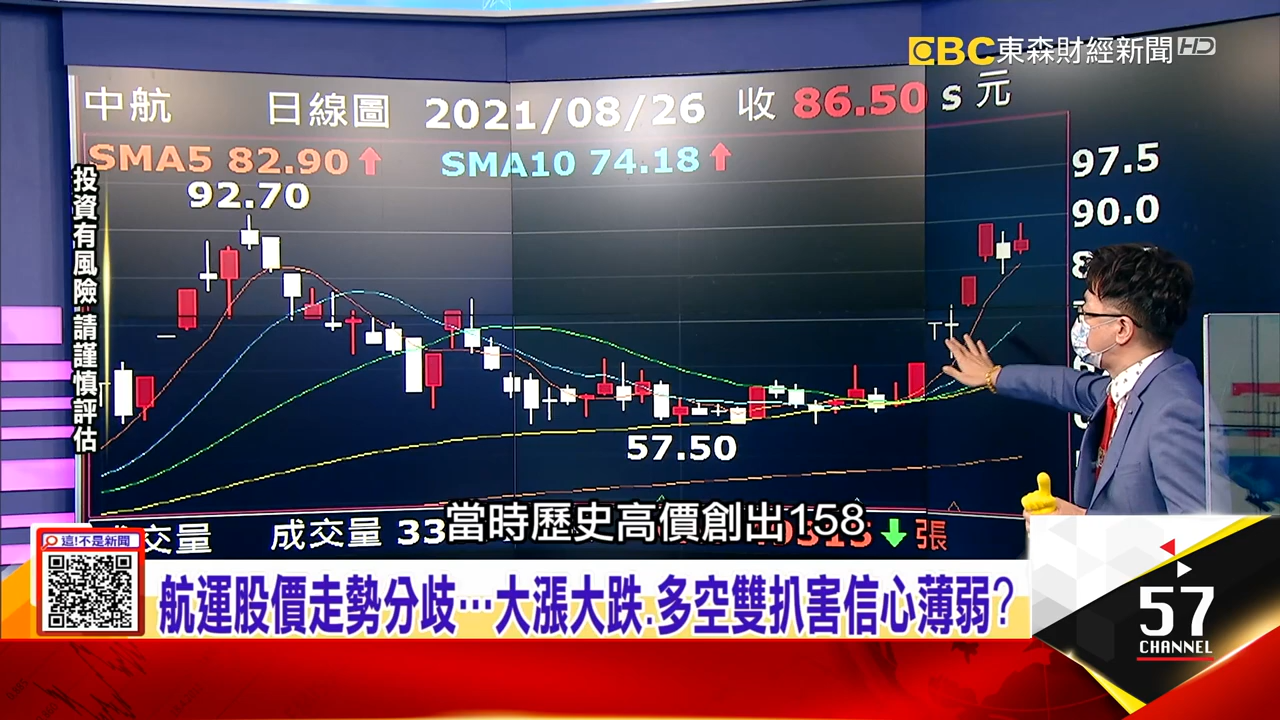 EBC 東森財經新聞 HD
中航 日線圖 2021/08/26 收 86.50 s 元
SMA5 82.90 SMA10 74.18
92.70
97.5
90.0
投資有風險 請謹慎評估
57.50
成交量 成交量 33
張
當時歷史高價創出158
這!不是新聞
航運股價走勢分歧…大漲大跌.多空雙扒害信心薄弱?
57
CHANNEL